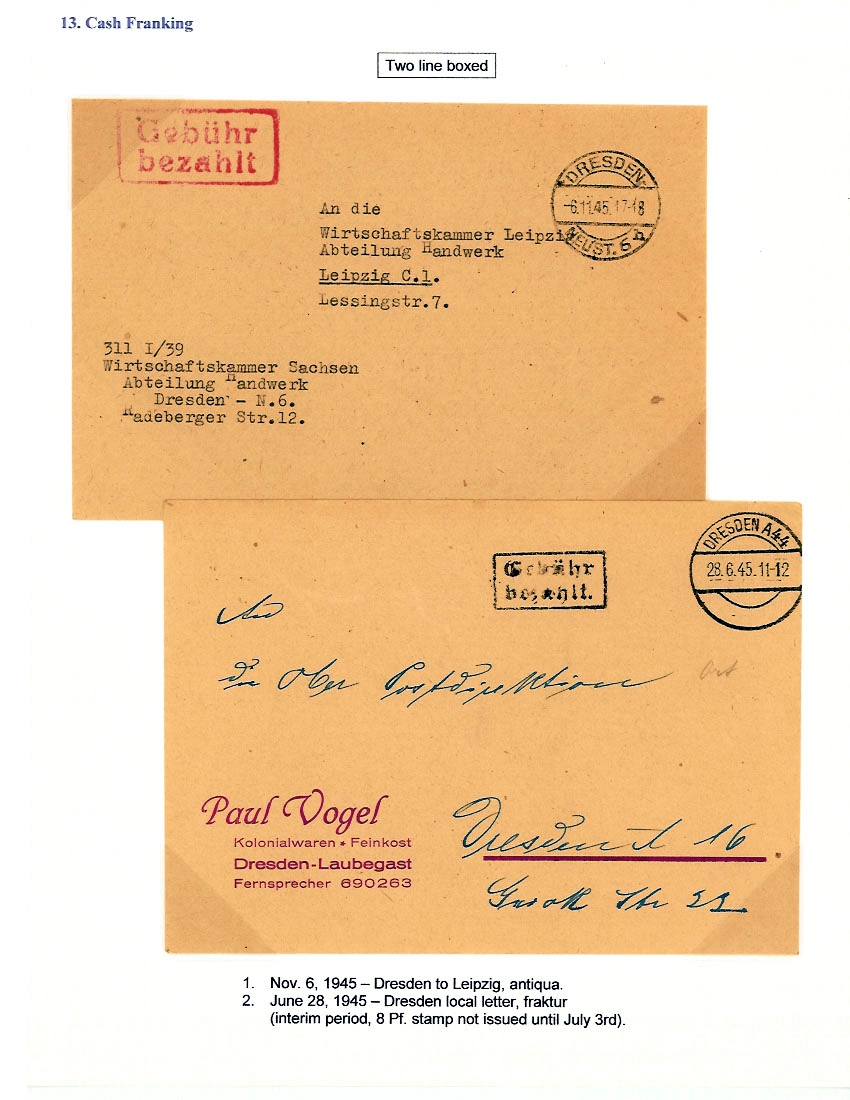 13. Cash Franking
Two line boxed
Gebühr
bezahlt
DRESDEN-
-6.11.45.17-18
NEUST. 6 n
An die
Wirtschaftskammer Leipzig
Abteilung Handwerk
Leipzig C.1.
Lessingstr.7.
311 I/39
Wirtschaftskammer Sachsen
Abteilung Handwerk
Dresden - N.6.
Radeberger Str.12.
Gebühr
bezahlt.
DRESDEN A44
28.6.45.11-12
An
die Ober Postdirektion
Ort
Paul Vogel
Kolonialwaren * Feinkost
Dresden-Laubegast
Fernsprecher 690263
Dresden A 16
Str 22
1. Nov. 6, 1945 – Dresden to Leipzig, antiqua.
2. June 28, 1945 – Dresden local letter, fraktur
(interim period, 8 Pf. stamp not issued until July 3rd).